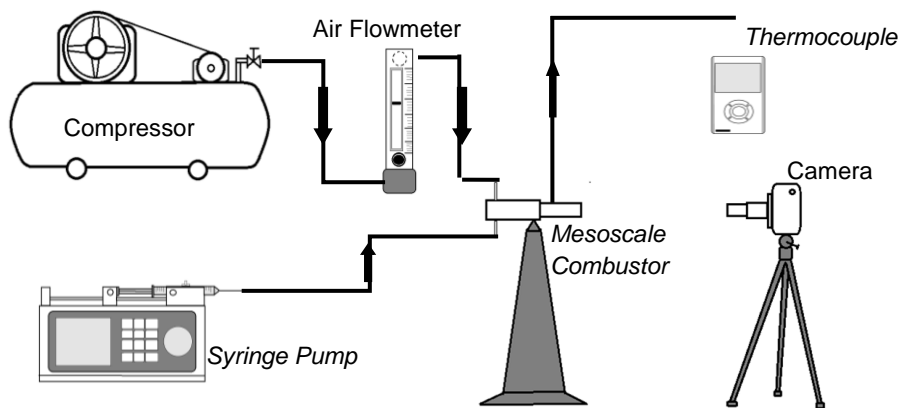 Air Flowmeter
Thermocouple
Compressor
Camera
Mesoscale
Combustor
Syringe Pump